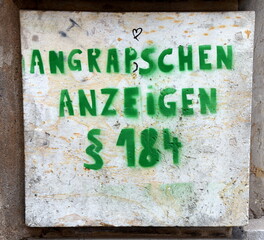 ANGRAPSCHEN
ANZEIGEN
§ 184